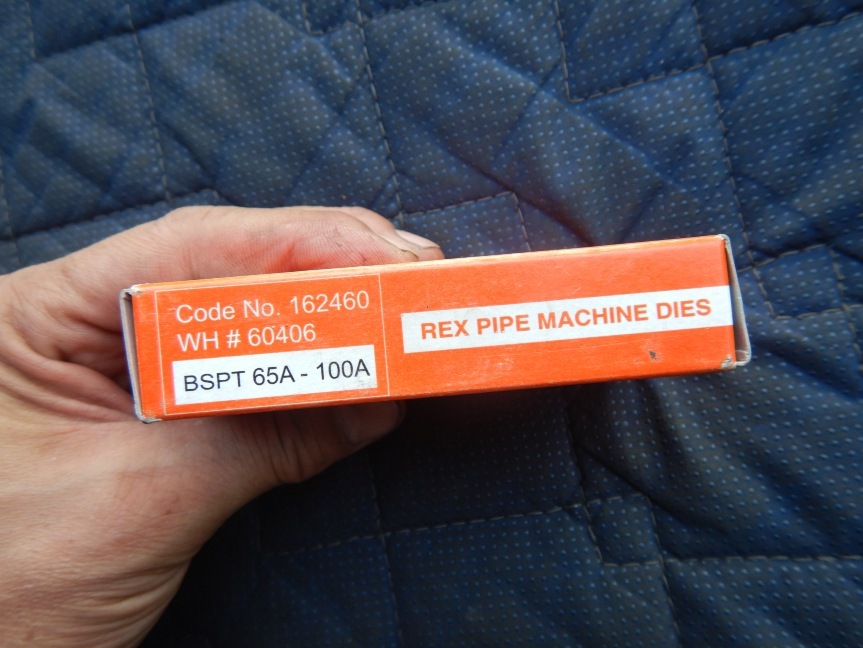 Code No. 162460
WH # 60406
BSPT 65A - 100A
REX PIPE MACHINE DIES